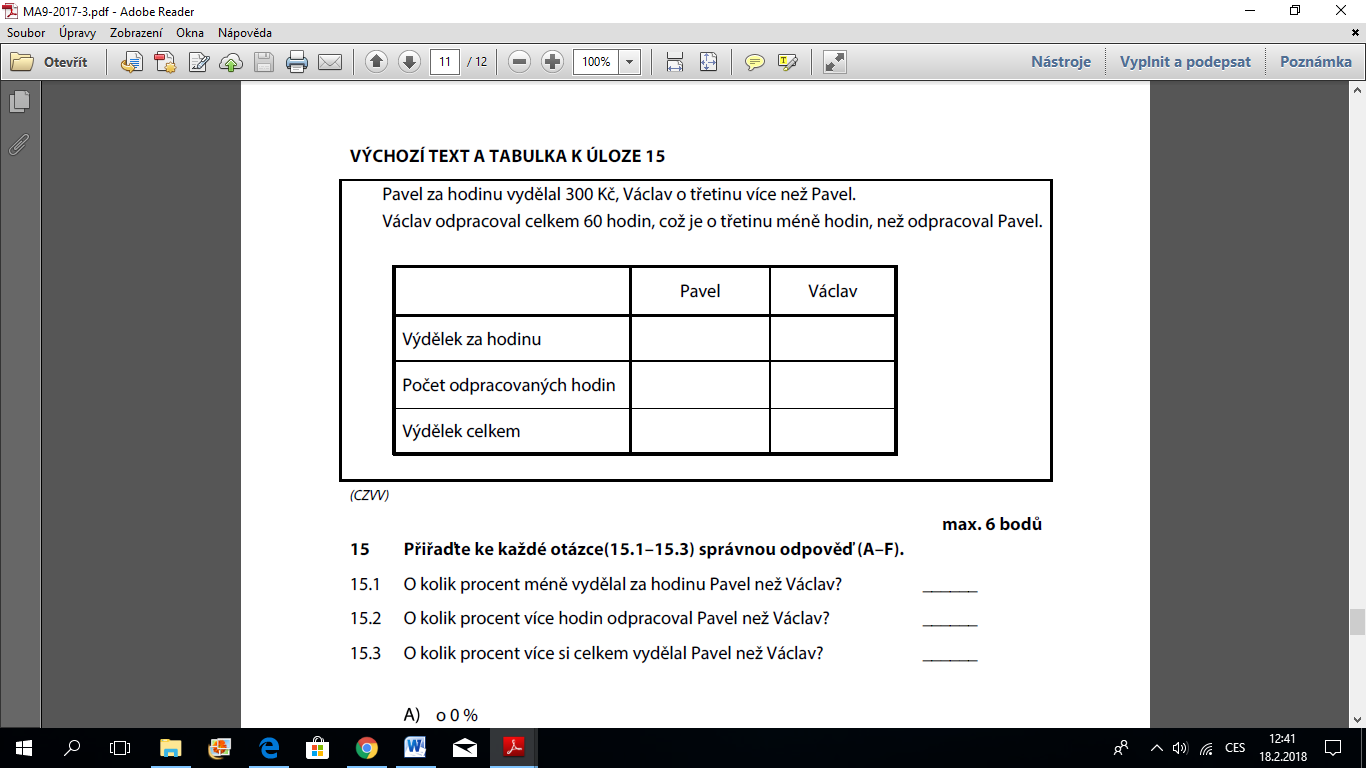 MA9-2017-3.pdf - Adobe Reader
Soubor Úpravy Zobrazení Okna Nápověda
Otevřít 11 / 12 100% Nástroje Vyplnit a podepsat Poznámka
VÝCHOZÍ TEXT A TABULKA K ÚLOZE 15
Pavel za hodinu vydělal 300 Kč, Václav o třetinu více než Pavel.
Václav odpracoval celkem 60 hodin, což je o třetinu méně hodin, než odpracoval Pavel.
Pavel Václav
Výdělek za hodinu
Počet odpracovaných hodin
Výdělek celkem
(CZVV)
max. 6 bodů
15 Přiřaďte ke každé otázce(15.1–15.3) správnou odpověď (A–F).
15.1 O kolik procent méně vydělal za hodinu Pavel než Václav? ______
15.2 O kolik procent více hodin odpracoval Pavel než Václav? ______
15.3 O kolik procent více si celkem vydělal Pavel než Václav? ______
A) o 0 %
CES
12:41
18.2.2018